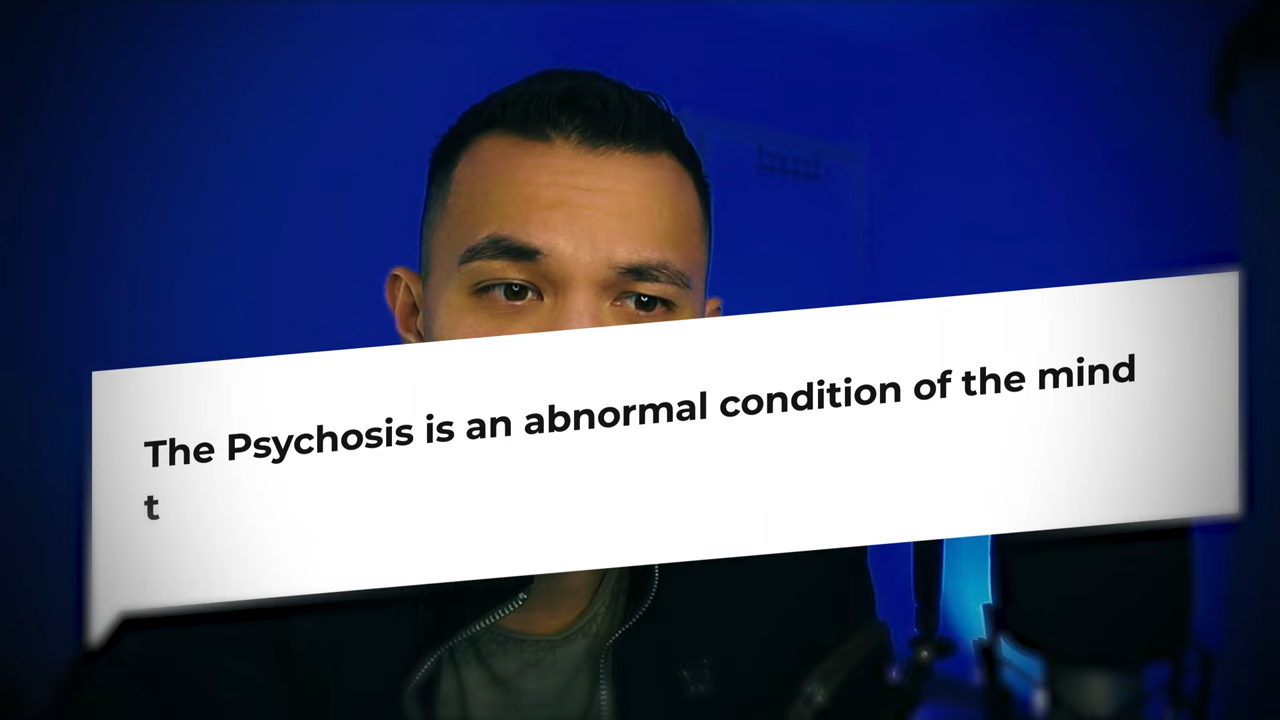 The Psychosis is an abnormal condition of the mind
t